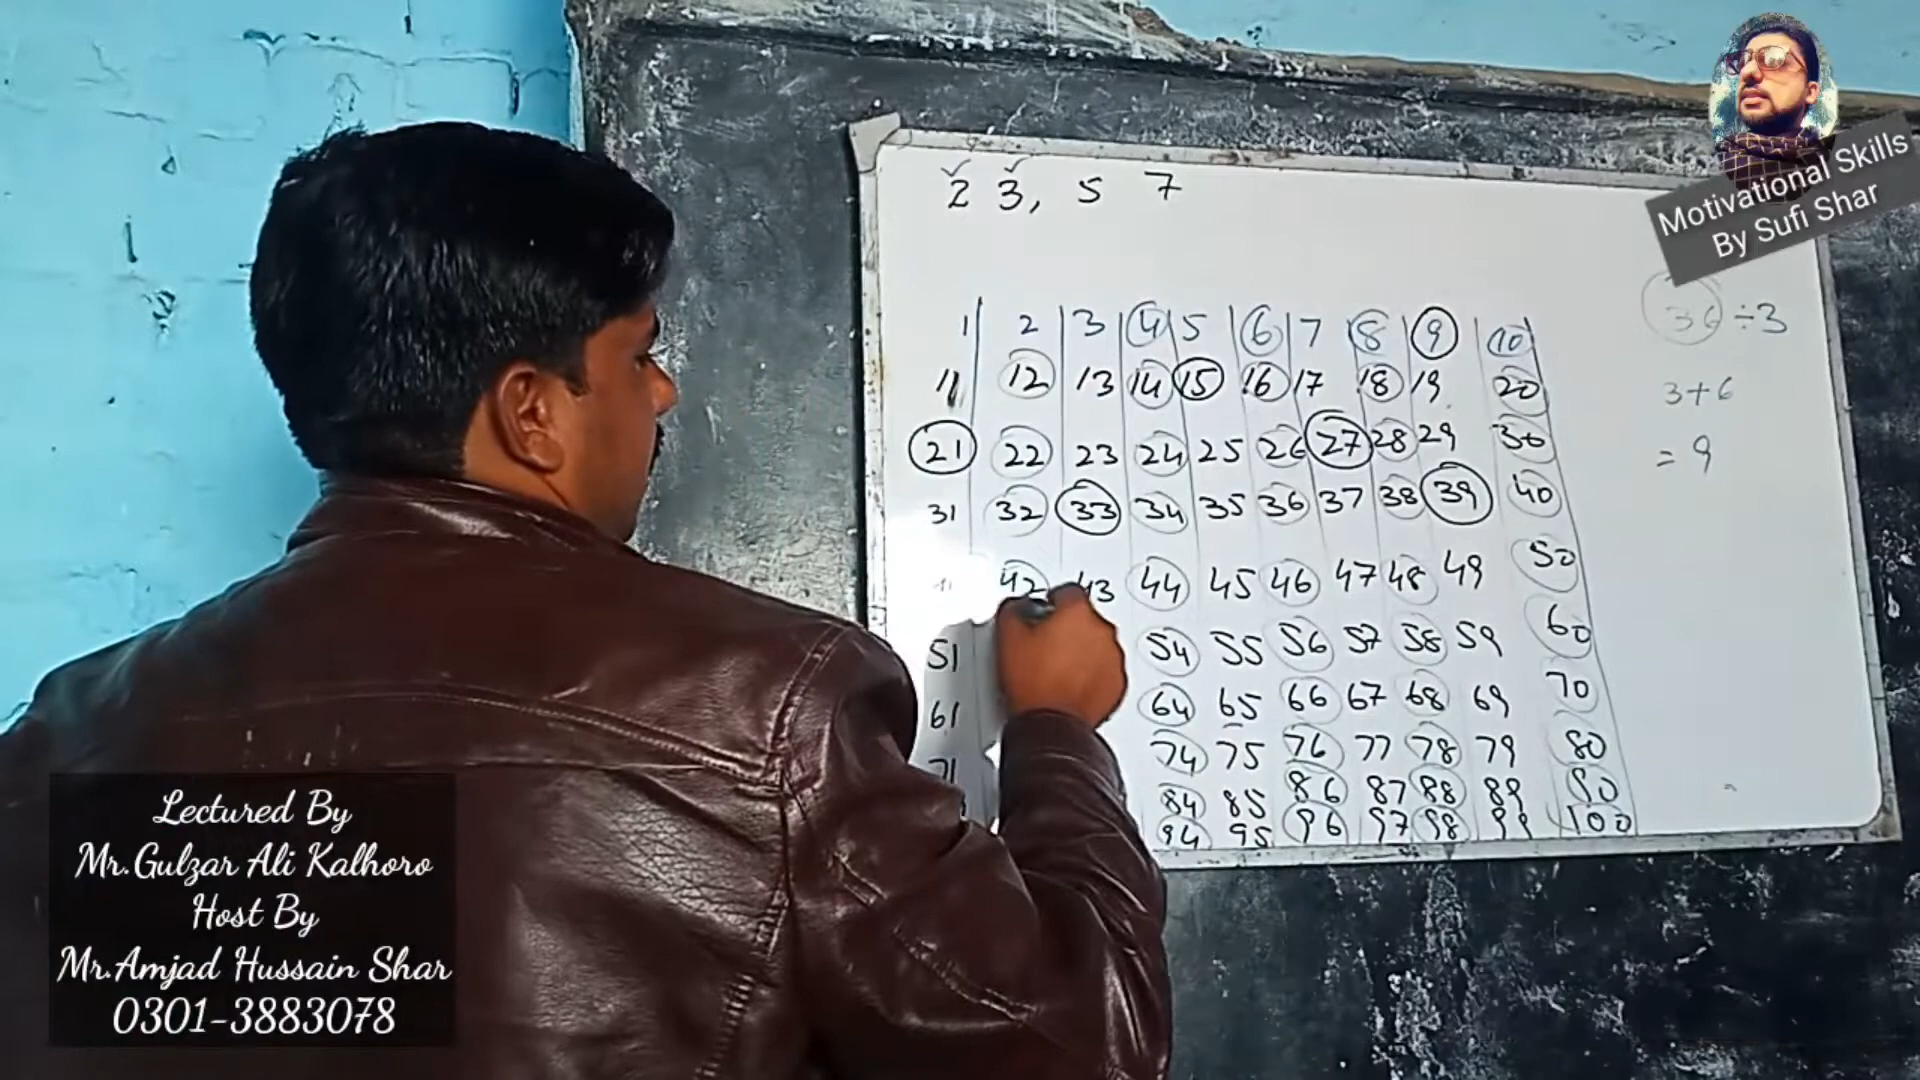 Motivational Skills
By Sufi Shar
2 3, 5 7
1 2 3 4 5 6 7 8 9 10
11 12 13 14 15 16 17 18 19 20
21 22 23 24 25 26 27 28 29 30
31 32 33 34 35 36 37 38 39 40
42 43 44 45 46 47 48 49 50
51 54 55 56 57 58 59 60
61 64 65 66 67 68 69 70
71 74 75 76 77 78 79 80
84 85 86 87 88 89 90
94 95 96 97 98 99 100
36 ÷ 3
3 + 6
= 9
Lectured By
Mr.Gulzar Ali Kalhoro
Host By
Mr.Amjad Hussain Shar
0301-3883078